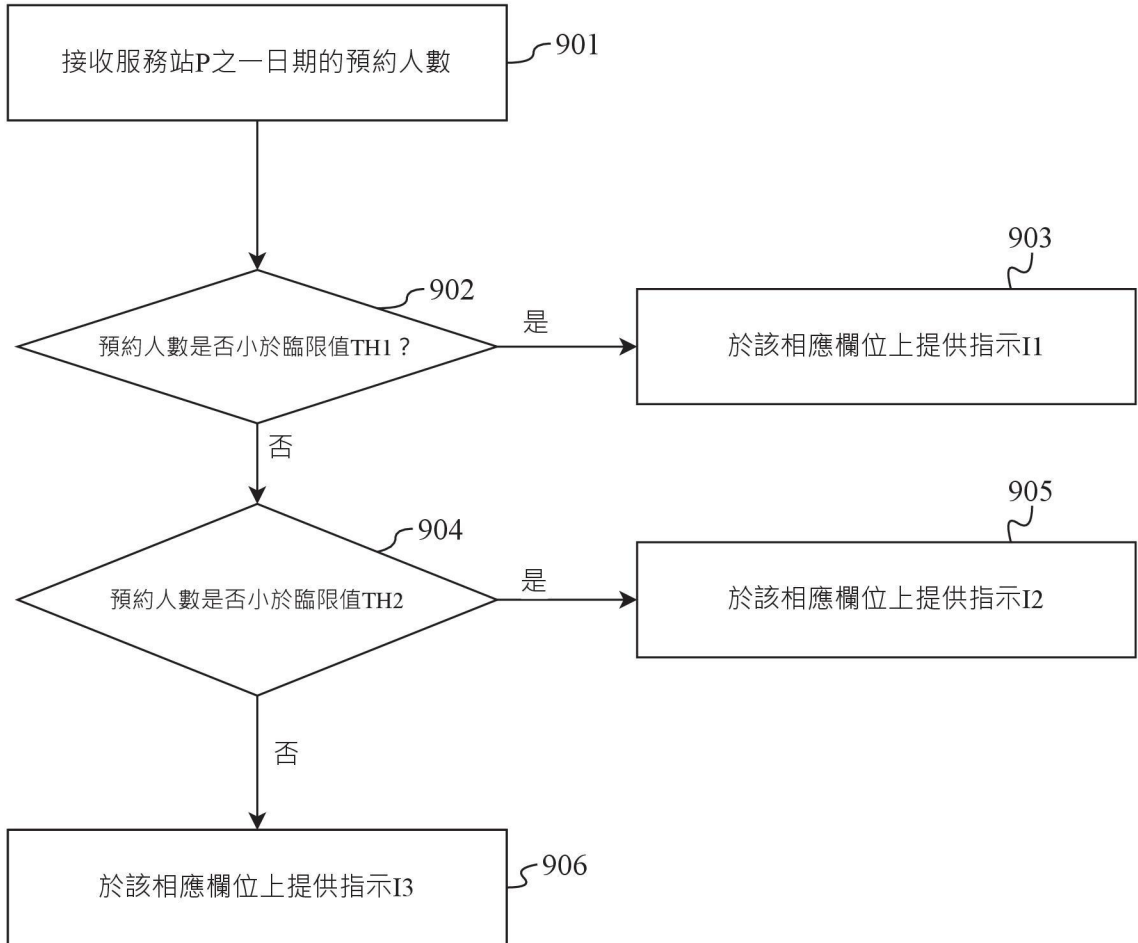 接收服務站P之一日期的預約人數
901
902
預約人數是否小於臨限值TH1？
是
903
於該相應欄位上提供指示I1
否
904
預約人數是否小於臨限值TH2
是
905
於該相應欄位上提供指示I2
否
於該相應欄位上提供指示I3
906